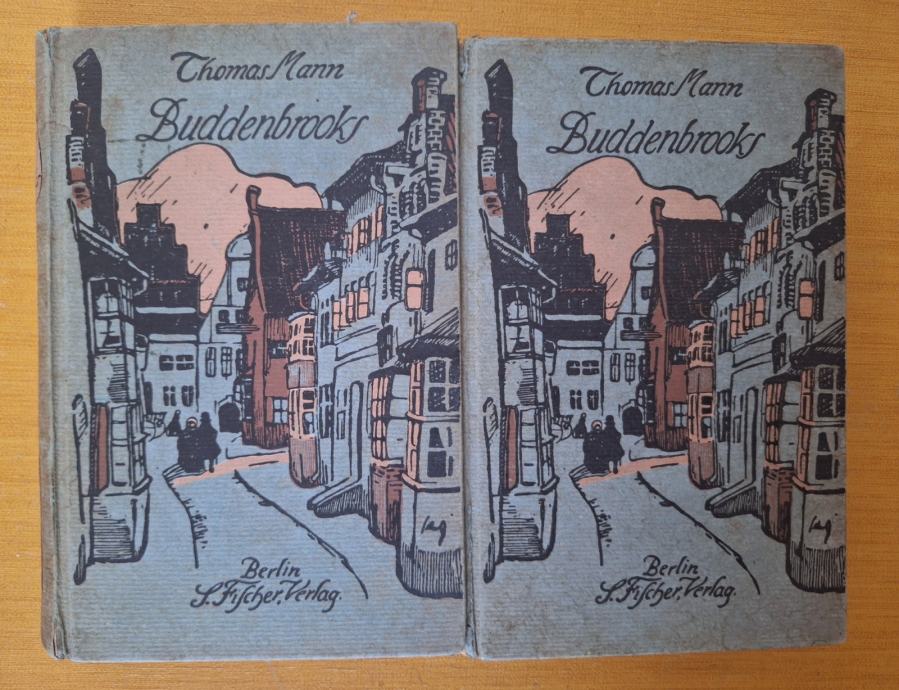 Thomas Mann
Buddenbrooks
Berlin
S. Fischer, Verlag.
Thomas Mann
Buddenbrooks
Berlin
S. Fischer, Verlag.